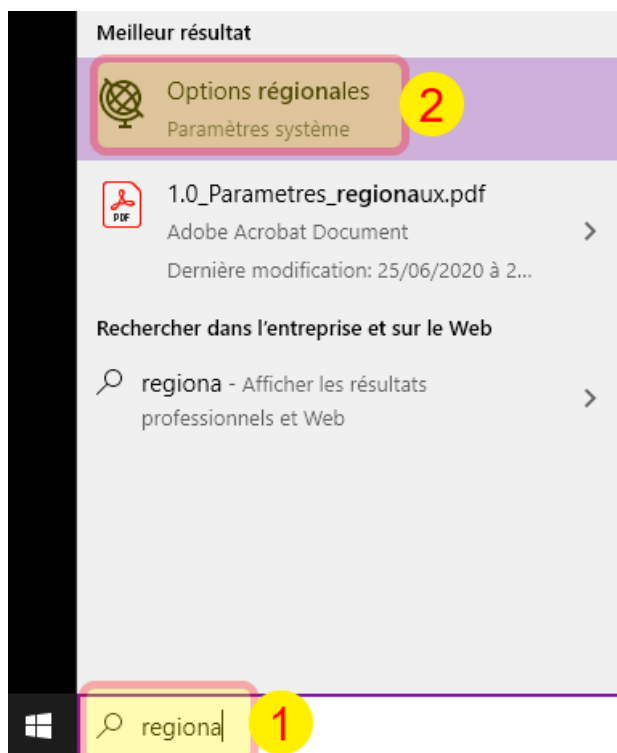 Meilleur résultat
Options régionales
Paramètres système
2
1.0_Parametres_regionaux.pdf
PDF
Adobe Acrobat Document
Dernière modification: 25/06/2020 à 2...
Rechercher dans l'entreprise et sur le Web
regiona - Afficher les résultats
professionnels et Web
regiona
1